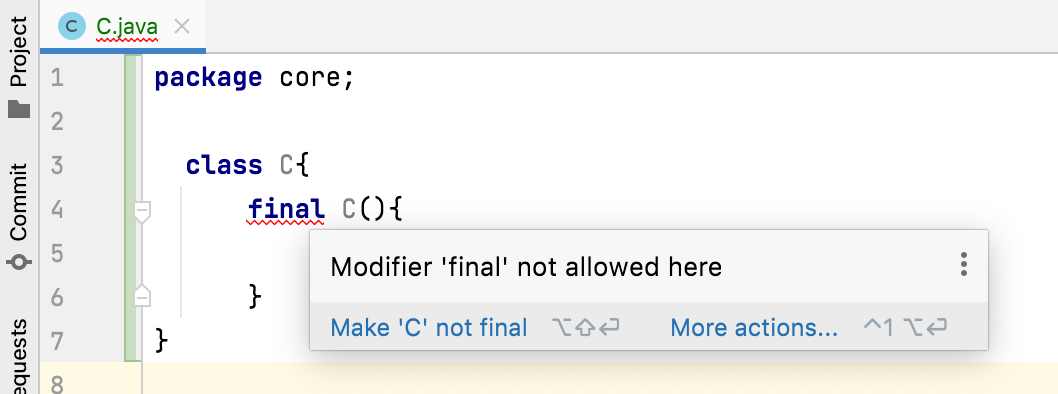 Project
Commit
equests
C C.java
1 package core;
2
3 class C{
4 final C(){
5
6 }
7 }
8
Modifier 'final' not allowed here
Make 'C' not final ⌥⇧⏎ More actions... ^1 ⌥⏎